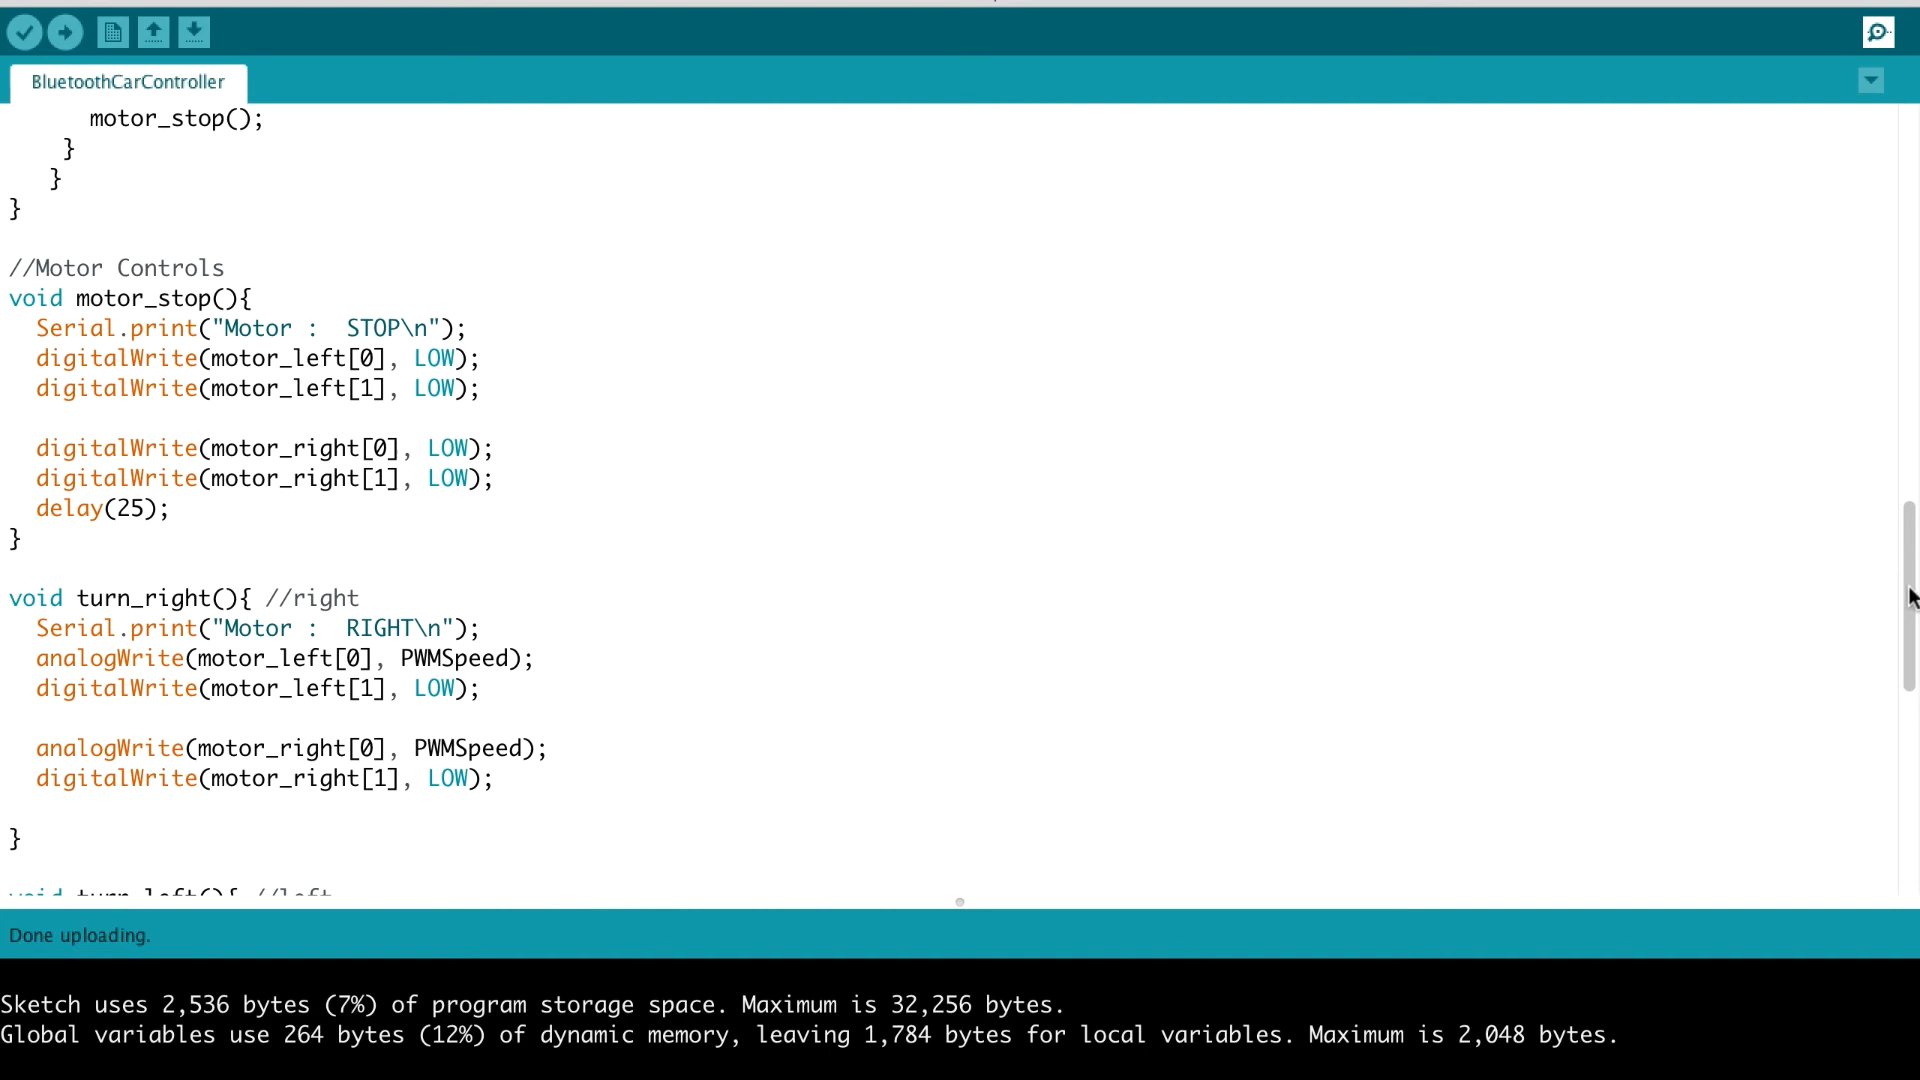 BluetoothCarController
motor_stop();
}
}
}
//Motor Controls
void motor_stop(){
Serial.print("Motor :  STOP\n");
digitalWrite(motor_left[0], LOW);
digitalWrite(motor_left[1], LOW);
digitalWrite(motor_right[0], LOW);
digitalWrite(motor_right[1], LOW);
delay(25);
}
void turn_right(){ //right
Serial.print("Motor :  RIGHT\n");
analogWrite(motor_left[0], PWMSpeed);
digitalWrite(motor_left[1], LOW);
analogWrite(motor_right[0], PWMSpeed);
digitalWrite(motor_right[1], LOW);
}
void turn_left(){ //left
Done uploading.
Sketch uses 2,536 bytes (7%) of program storage space. Maximum is 32,256 bytes.
Global variables use 264 bytes (12%) of dynamic memory, leaving 1,784 bytes for local variables. Maximum is 2,048 bytes.